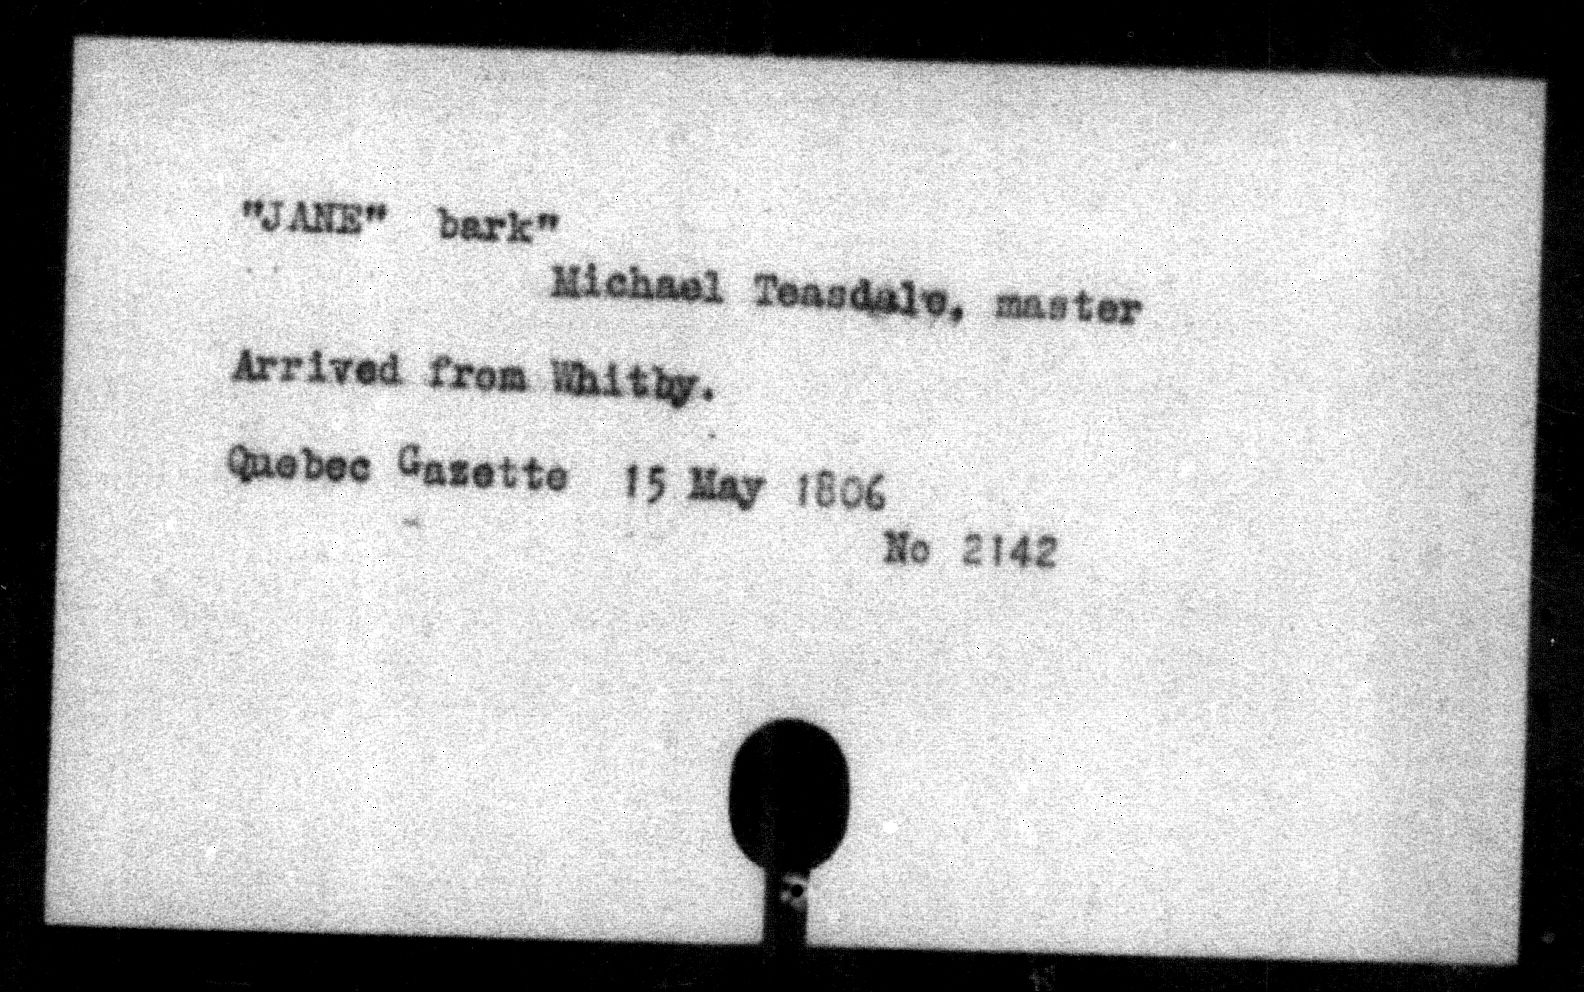 "JANE" bark"
Michael Teasdale, master
Arrived from Whitby.
Quebec Gazette 15 May 1806
No 2142